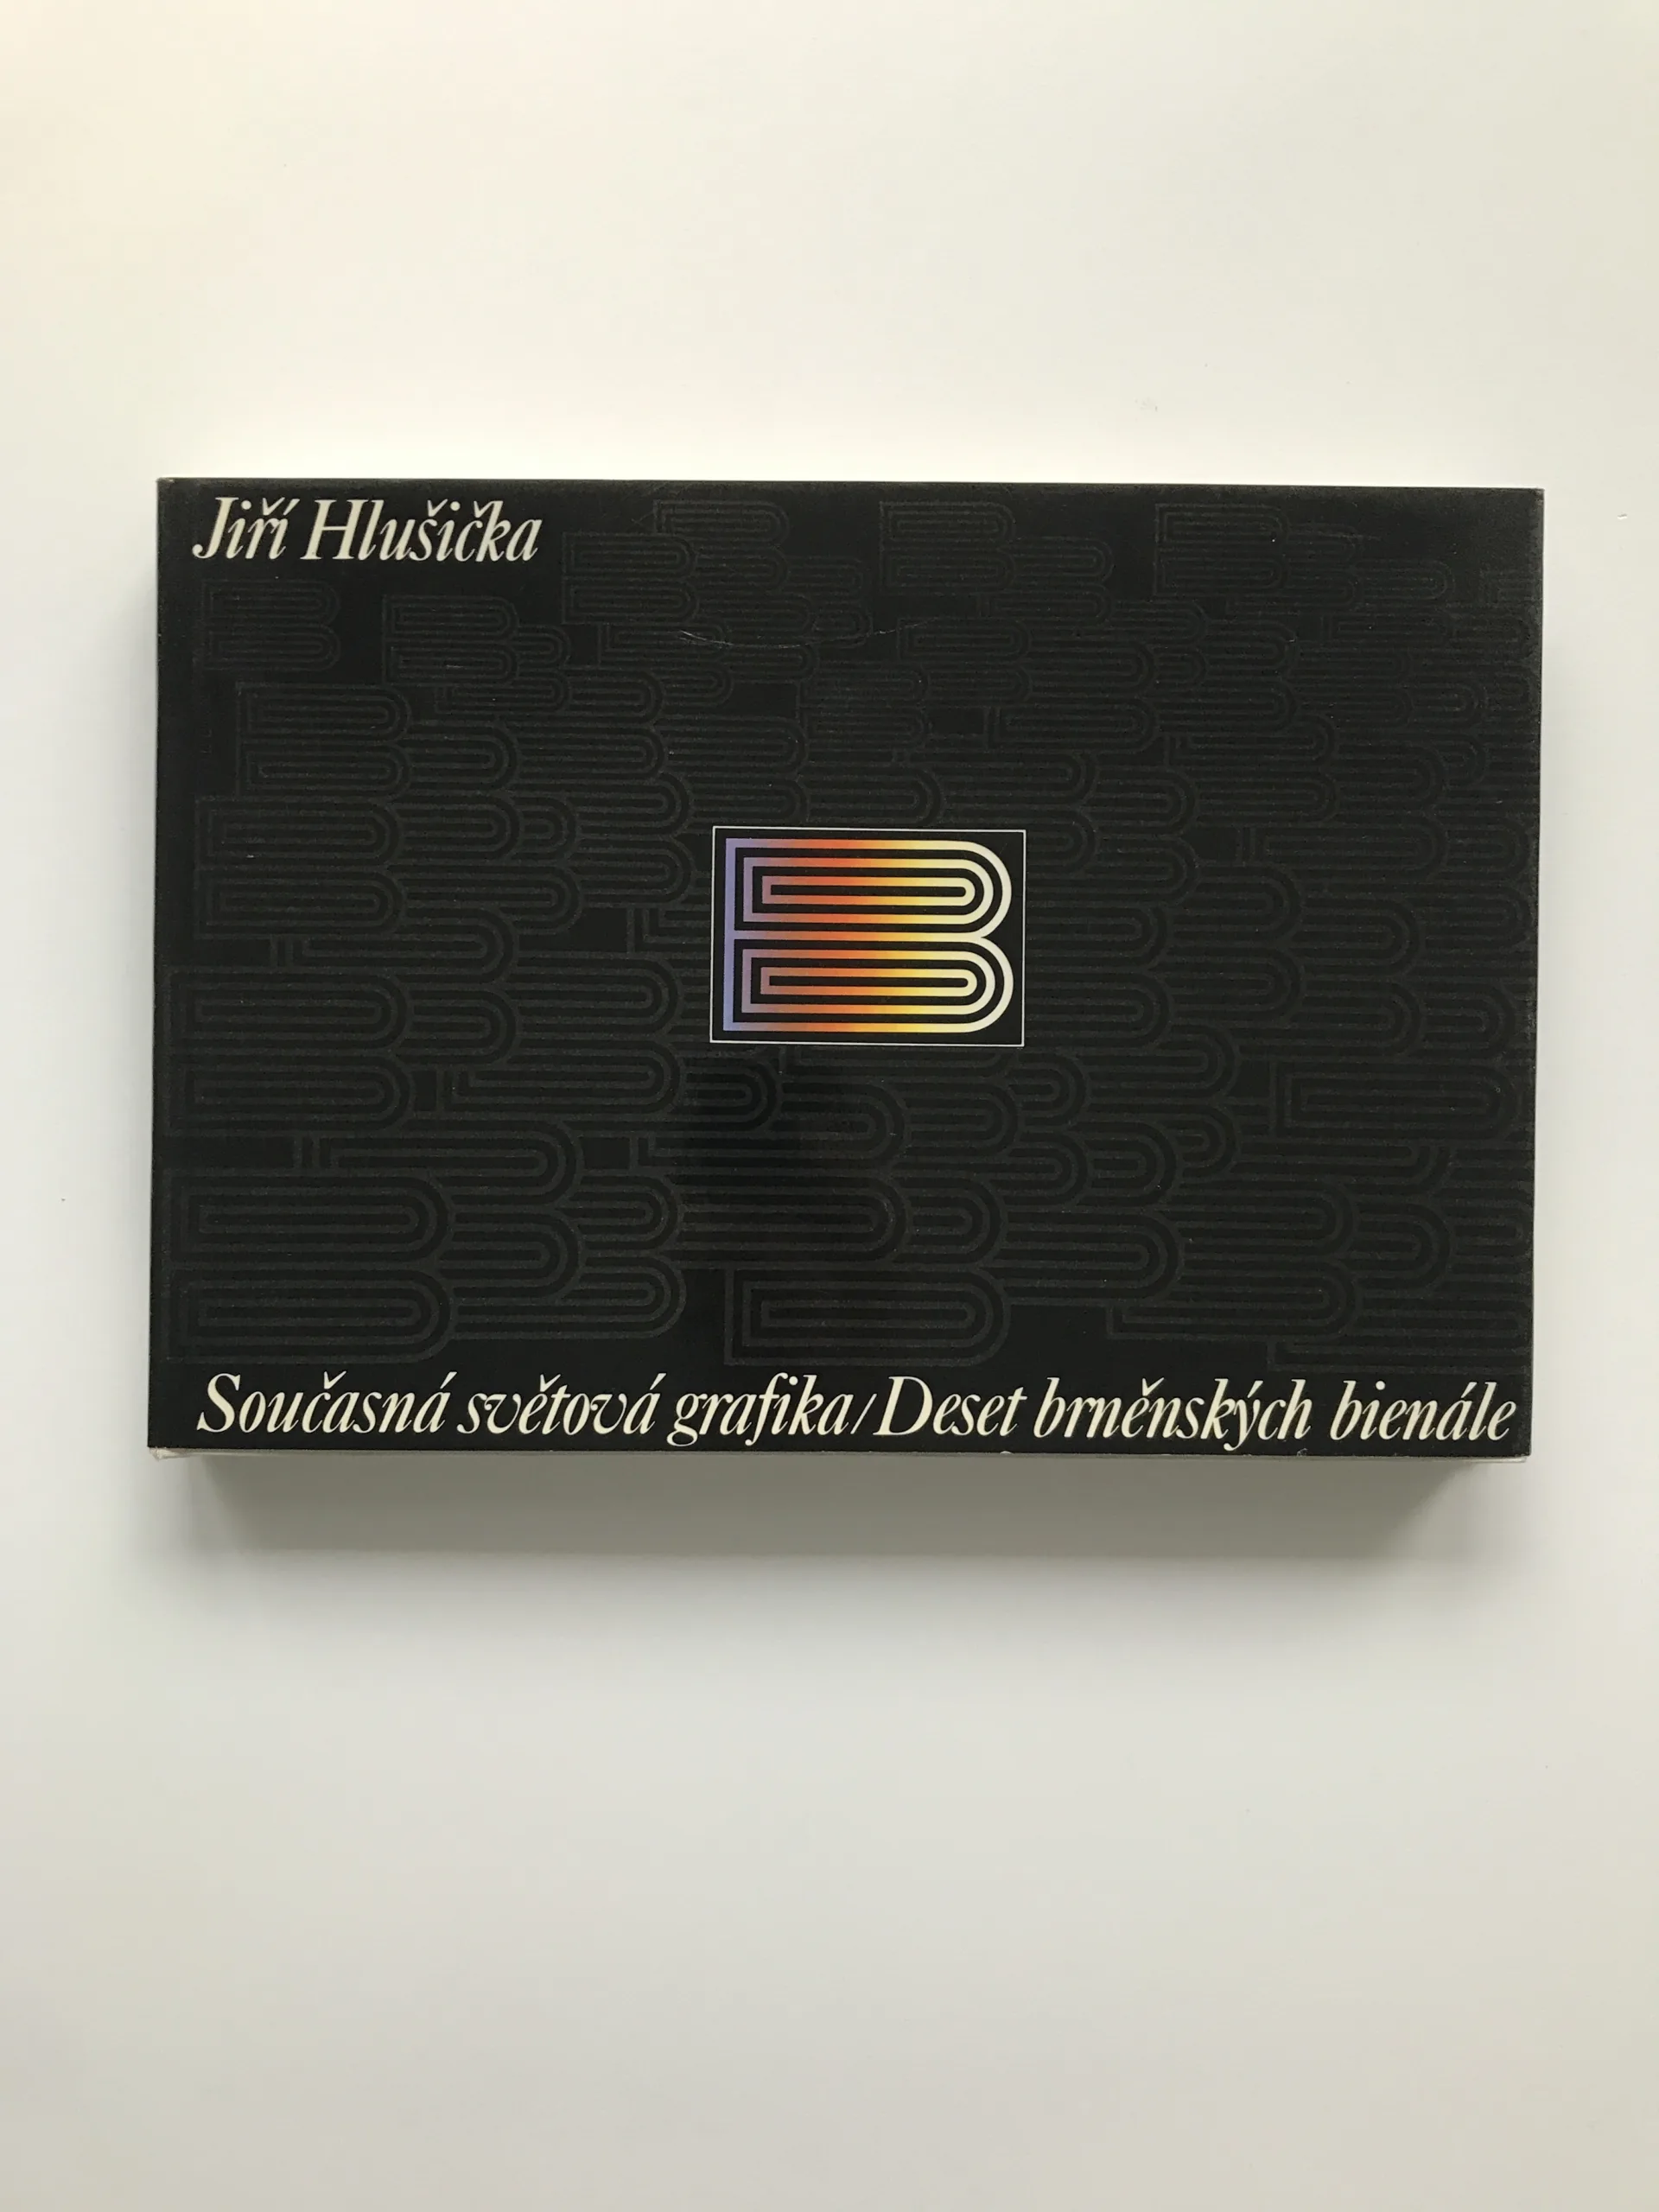 Jiří Hlušička
B
Současná světová grafika/Deset brněnských bienále